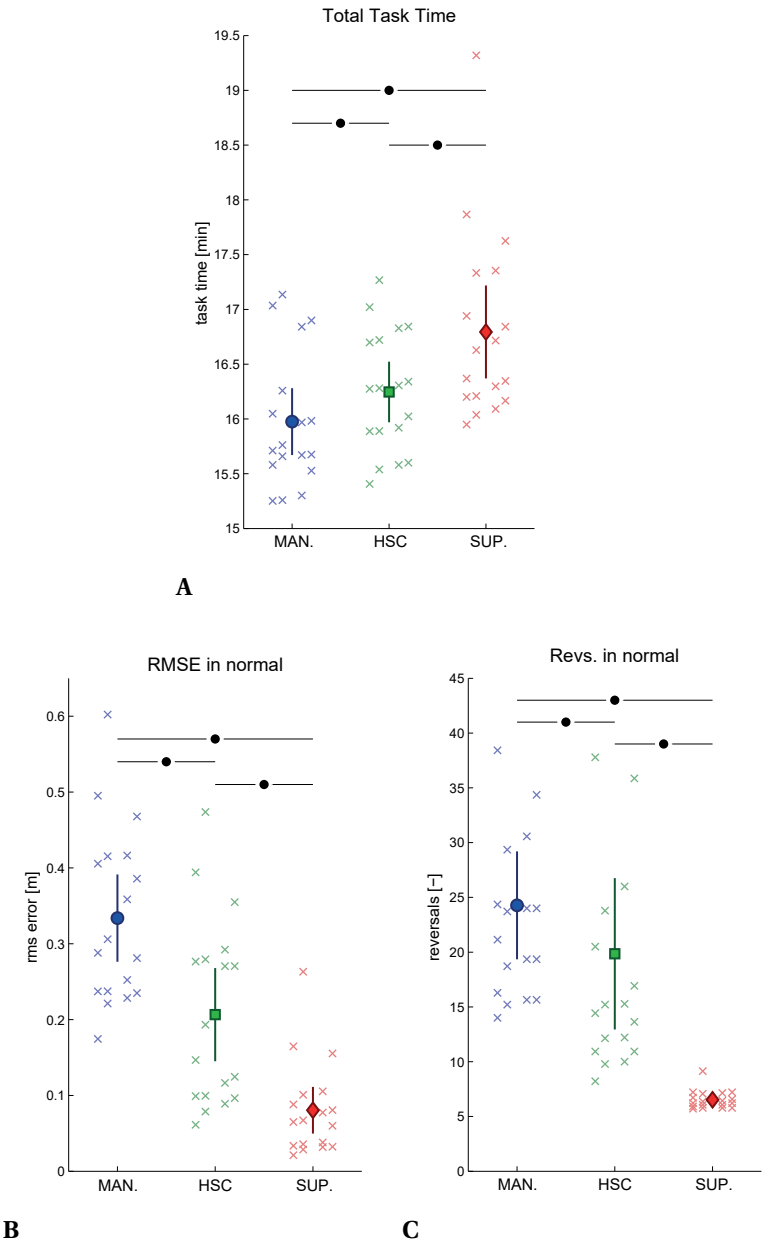 Total Task Time
19.5
19
18.5
18
17.5
17
16.5
16
15.5
15
task time [min]
MAN. HSC SUP.
A
RMSE in normal
0.6
0.5
0.4
0.3
0.2
0.1
0
rms error [m]
MAN. HSC SUP.
B
Revs. in normal
45
40
35
30
25
20
15
10
5
0
reversals [−]
MAN. HSC SUP.
C